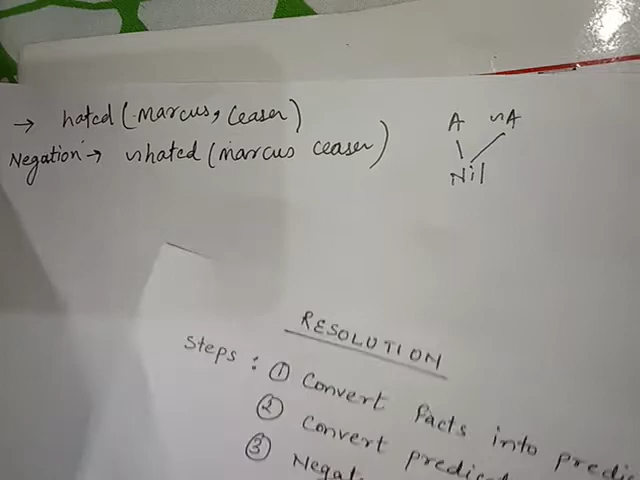 → hated (Marcus, Ceaser)
Negation → ~hated (marcus ceaser)
A ~A
Nil
RESOLUTION
Steps : ① Convert facts into
② Convert
③